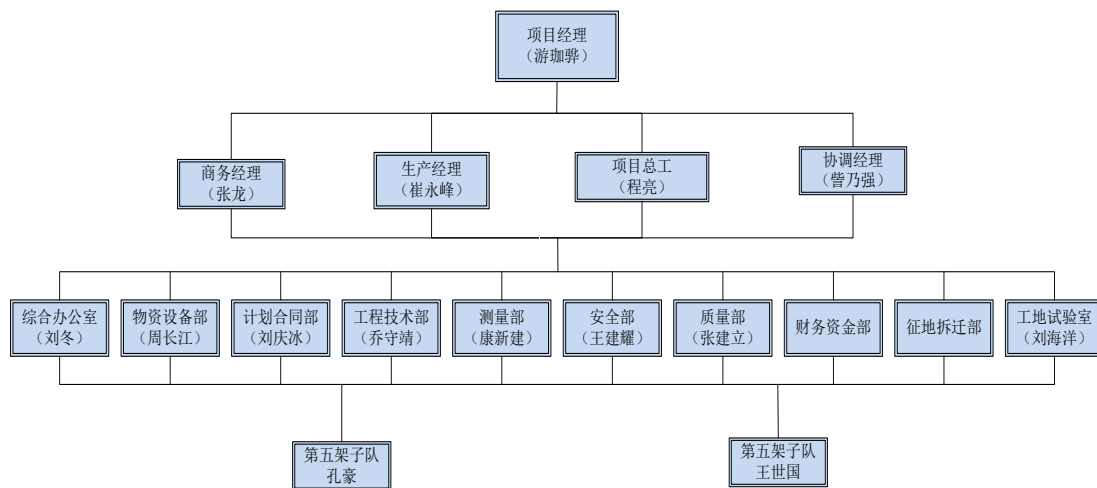 项目经理
（游珈骅）
商务经理
（张龙）
生产经理
（崔永峰）
项目总工
（程亮）
协调经理
（昝乃强）
综合办公室
（刘冬）
物资设备部
（周长江）
计划合同部
（刘庆冰）
工程技术部
（乔守靖）
测量部
（康新建）
安全部
（王建耀）
质量部
（张建立）
财务资金部
征地拆迁部
工地试验室
（刘海洋）
第五架子队
孔豪
第五架子队
王世国